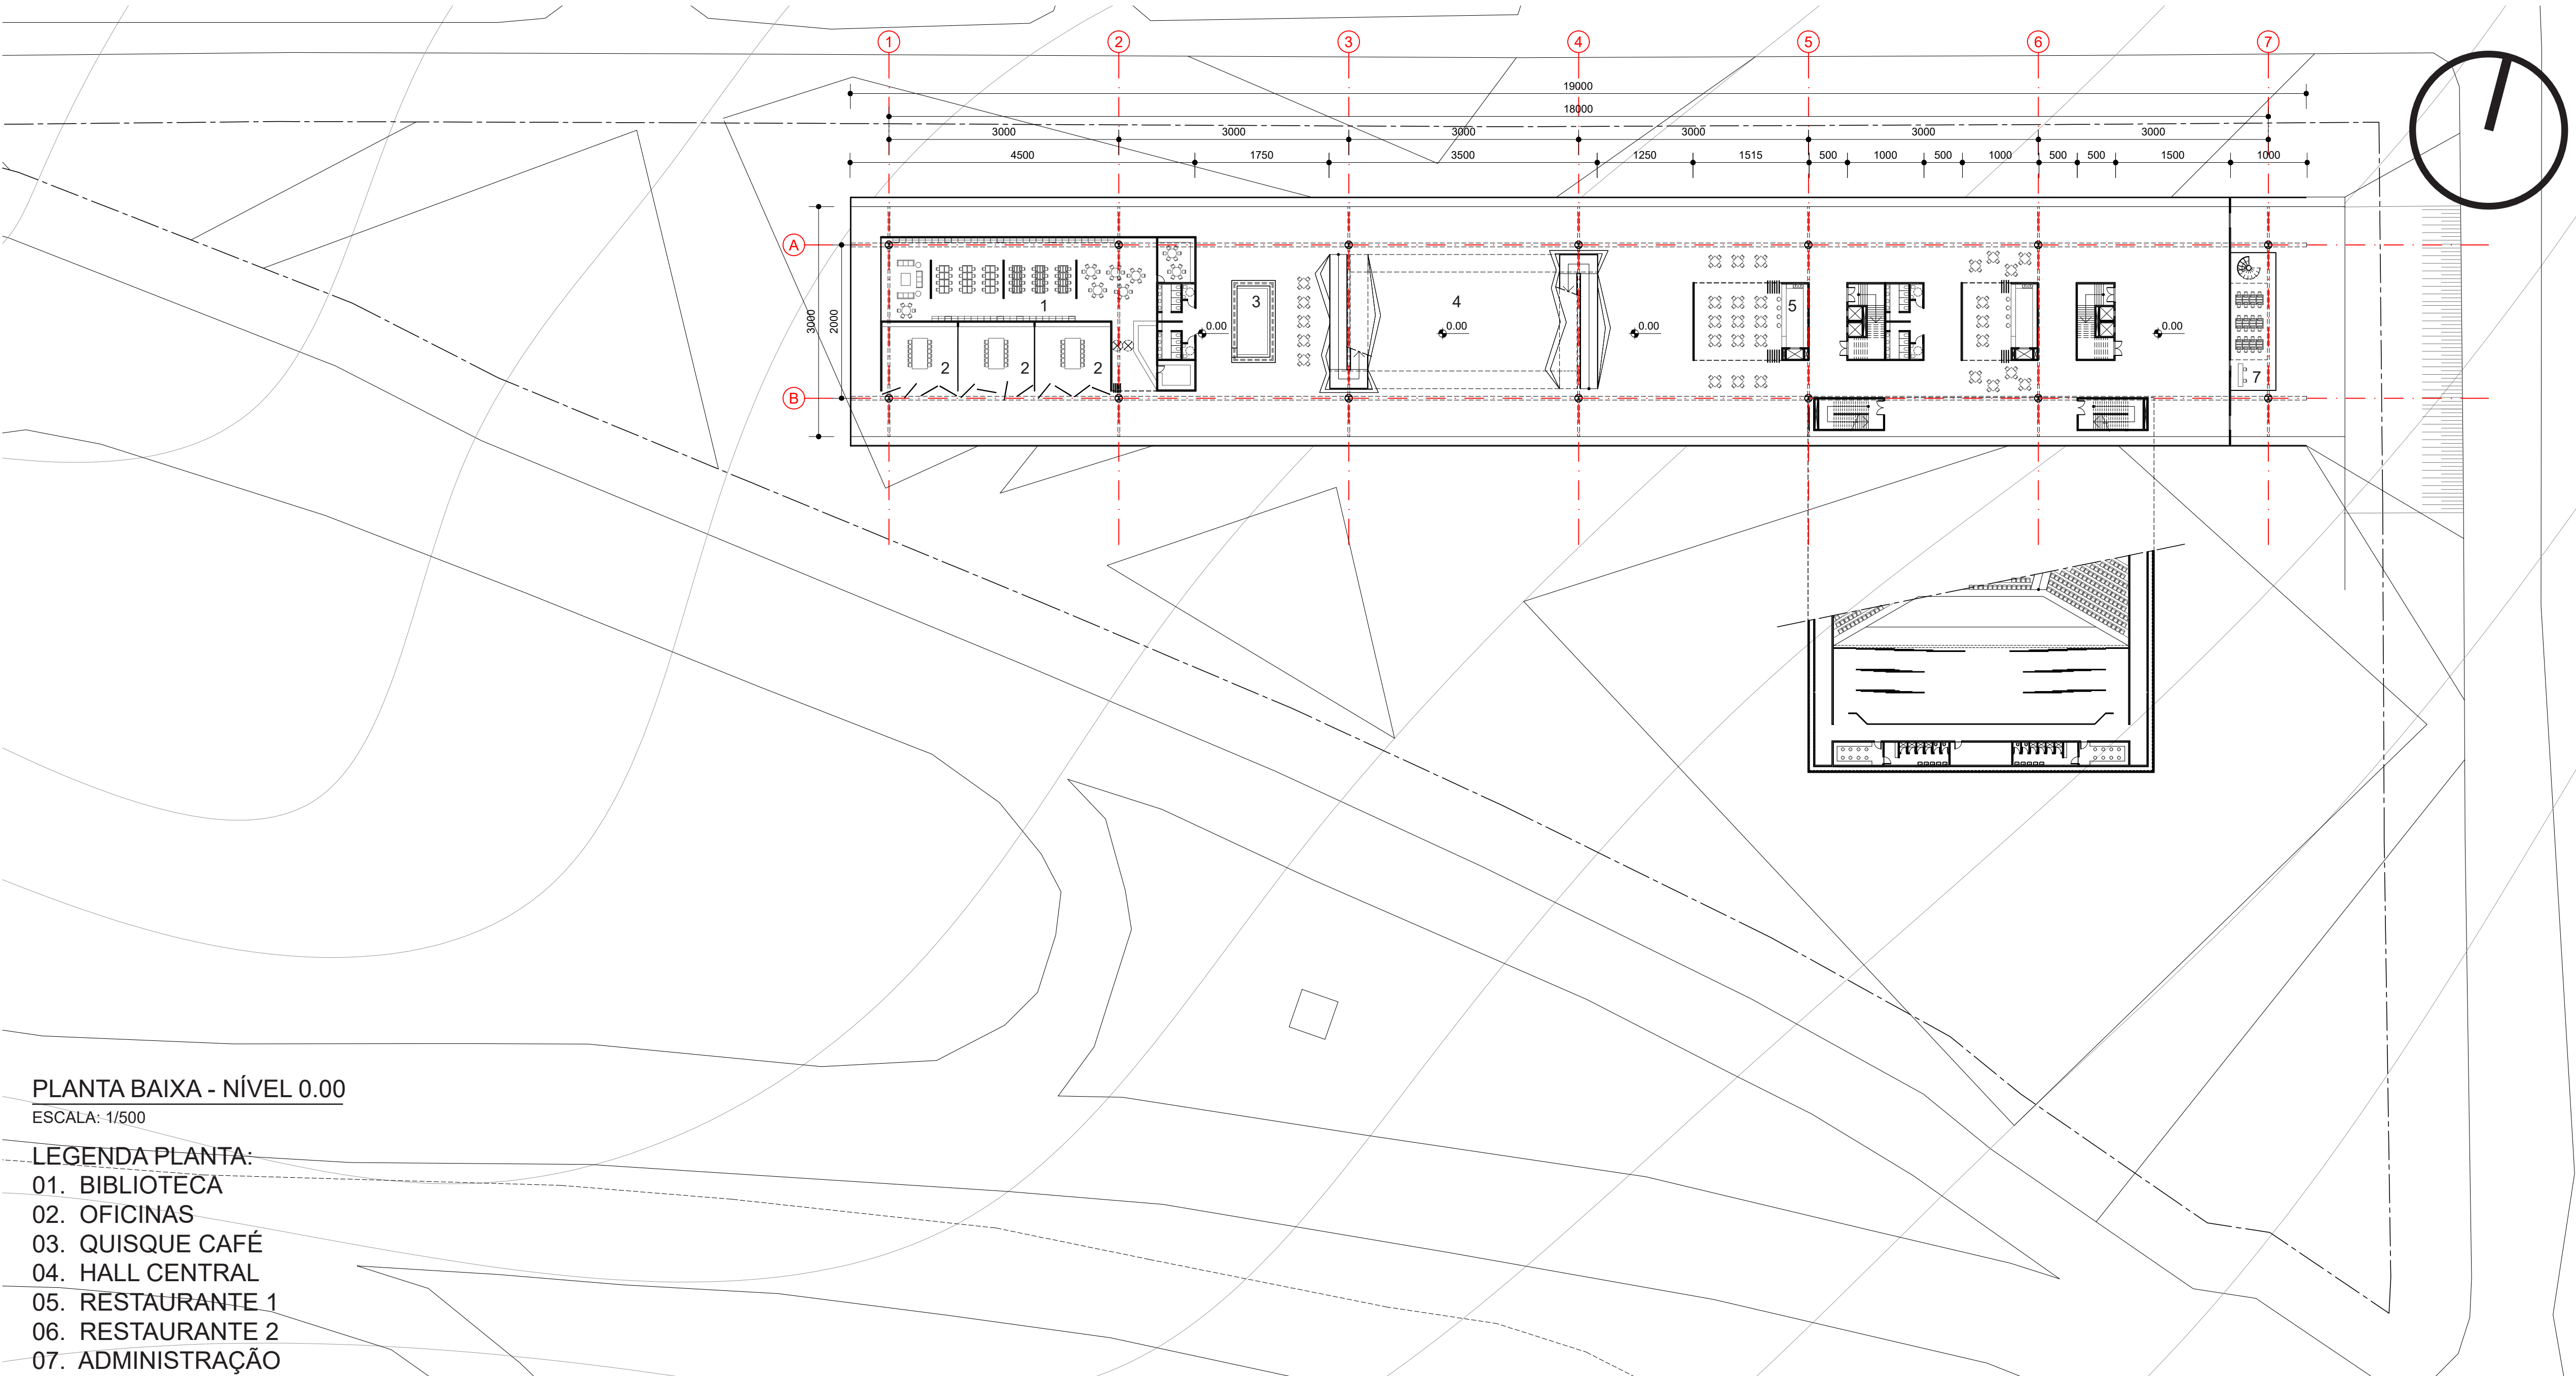 1 2 3 4 5 6 7
19000
18000
3000 3000 3000 3000 3000 3000
4500 1750 3500 1250 1515 500 1000 500 1000 500 500 1500 1000
A
3000 2000
1 3 4 5
0.00 0.00 0.00 0.00
2 2 2 7
B
PLANTA BAIXA - NÍVEL 0.00
ESCALA: 1/500
LEGENDA PLANTA:
01. BIBLIOTECA
02. OFICINAS
03. QUISQUE CAFÉ
04. HALL CENTRAL
05. RESTAURANTE 1
06. RESTAURANTE 2
07. ADMINISTRAÇÃO